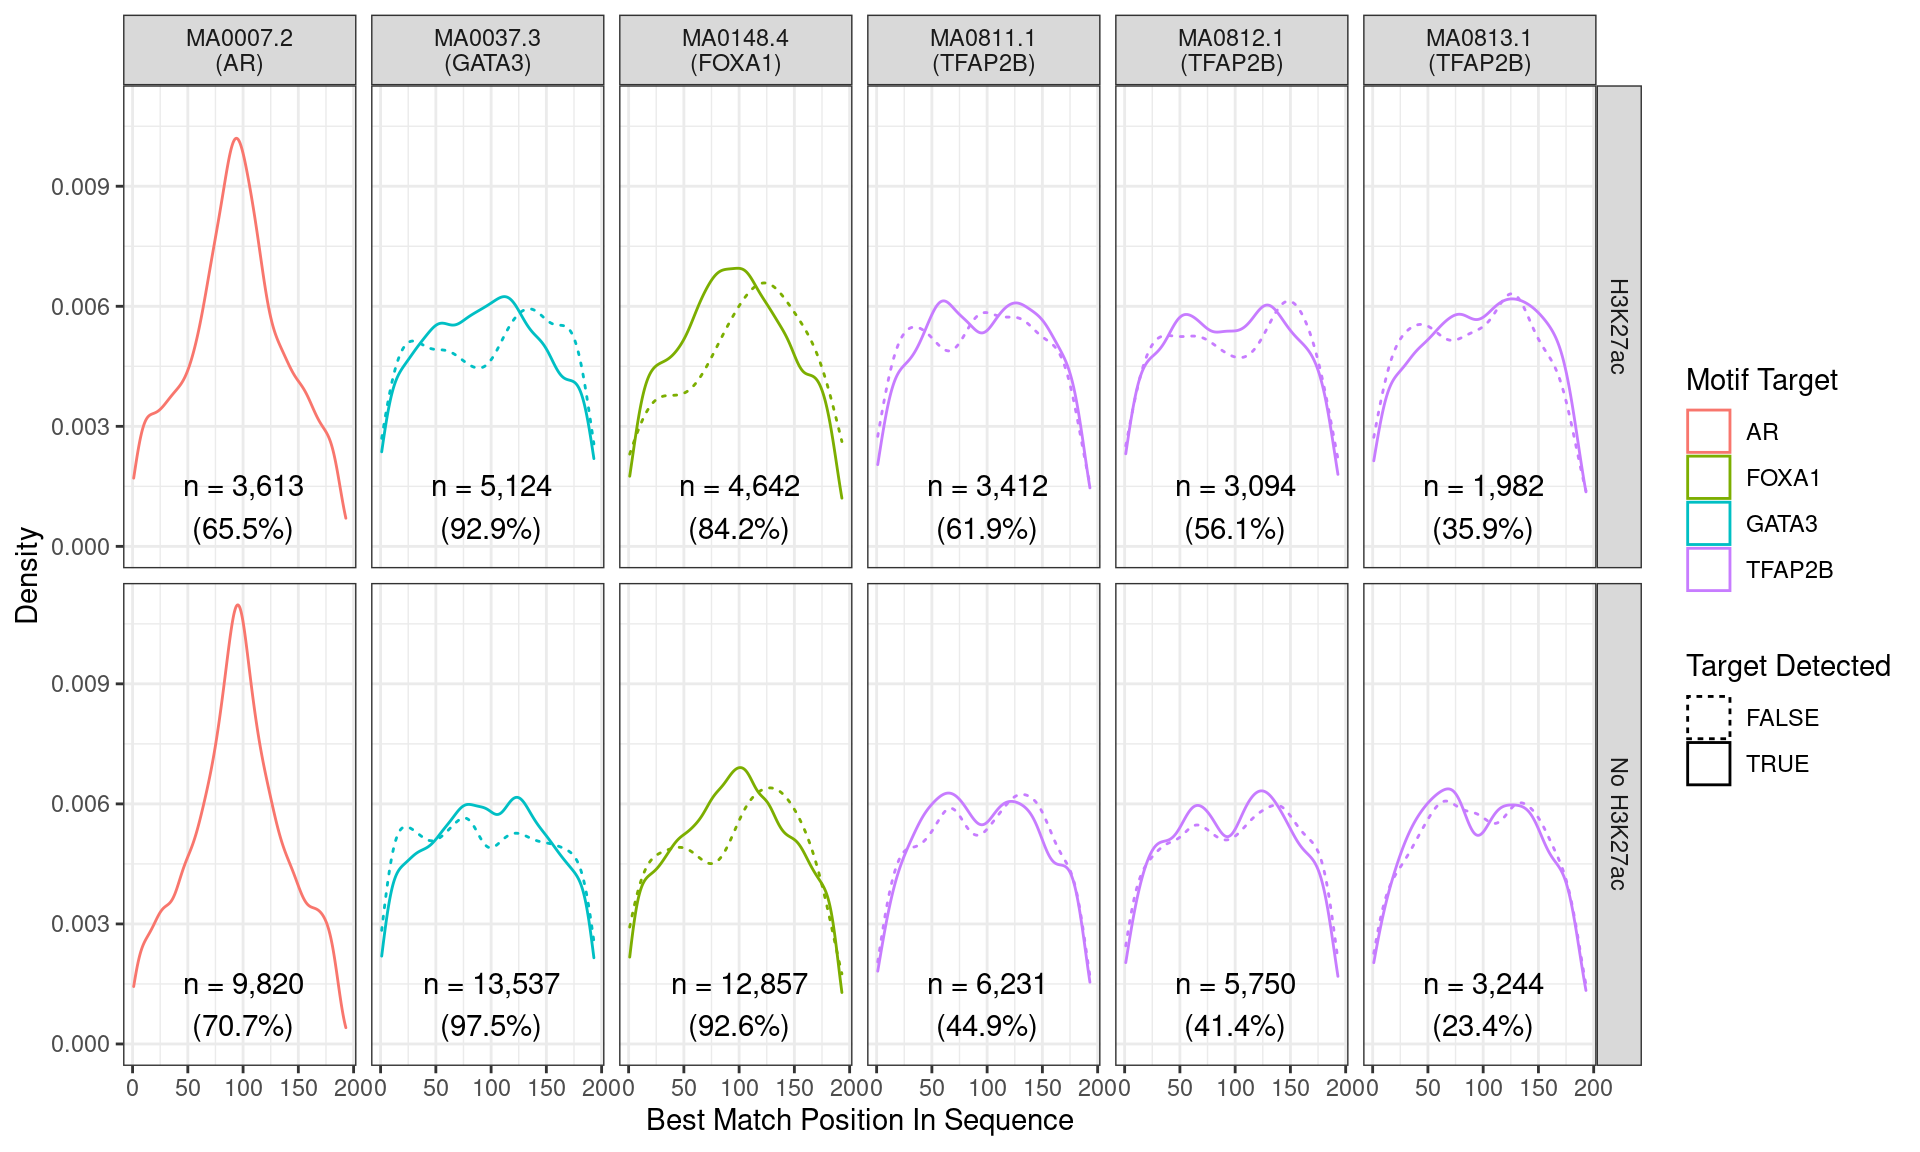 MA0007.2
(AR)
MA0037.3
(GATA3)
MA0148.4
(FOXA1)
MA0811.1
(TFAP2B)
MA0812.1
(TFAP2B)
MA0813.1
(TFAP2B)
Density
0.009
0.006
0.003
0.000
n = 3,613
(65.5%)
n = 5,124
(92.9%)
n = 4,642
(84.2%)
n = 3,412
(61.9%)
n = 3,094
(56.1%)
n = 1,982
(35.9%)
H3K27ac
0.009
0.006
0.003
0.000
n = 9,820
(70.7%)
n = 13,537
(97.5%)
n = 12,857
(92.6%)
n = 6,231
(44.9%)
n = 5,750
(41.4%)
n = 3,244
(23.4%)
No H3K27ac
0 50 100 150 200
0 50 100 150 200
0 50 100 150 200
0 50 100 150 200
0 50 100 150 200
0 50 100 150 200
Best Match Position In Sequence
Motif Target
AR
FOXA1
GATA3
TFAP2B
Target Detected
FALSE
TRUE